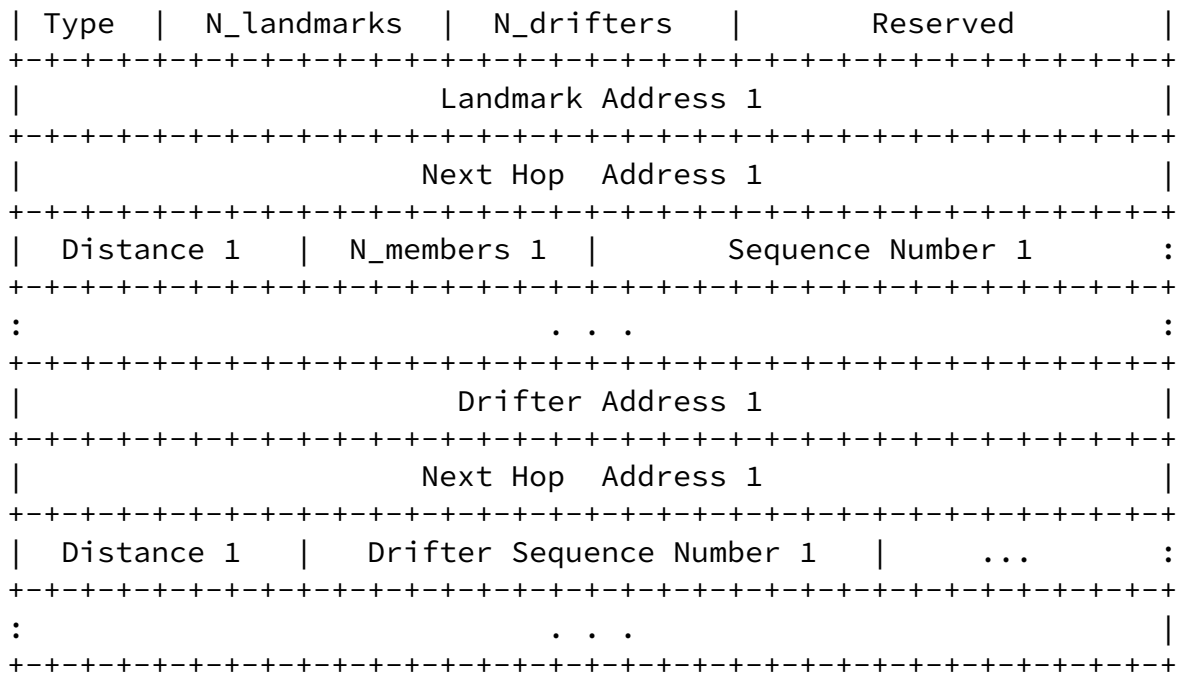 | Type  |  N_landmarks  |  N_drifters   |       Reserved        |
+-+-+-+-+-+-+-+-+-+-+-+-+-+-+-+-+-+-+-+-+-+-+-+-+-+-+-+-+-+-+-+-+
|                       Landmark Address 1                      |
+-+-+-+-+-+-+-+-+-+-+-+-+-+-+-+-+-+-+-+-+-+-+-+-+-+-+-+-+-+-+-+-+
|                      Next Hop  Address 1                      |
+-+-+-+-+-+-+-+-+-+-+-+-+-+-+-+-+-+-+-+-+-+-+-+-+-+-+-+-+-+-+-+-+
|  Distance 1   |  N_members 1  |       Sequence Number 1       :
+-+-+-+-+-+-+-+-+-+-+-+-+-+-+-+-+-+-+-+-+-+-+-+-+-+-+-+-+-+-+-+-+
:                             . . .                             :
+-+-+-+-+-+-+-+-+-+-+-+-+-+-+-+-+-+-+-+-+-+-+-+-+-+-+-+-+-+-+-+-+
|                        Drifter Address 1                      |
+-+-+-+-+-+-+-+-+-+-+-+-+-+-+-+-+-+-+-+-+-+-+-+-+-+-+-+-+-+-+-+-+
|                      Next Hop  Address 1                      |
+-+-+-+-+-+-+-+-+-+-+-+-+-+-+-+-+-+-+-+-+-+-+-+-+-+-+-+-+-+-+-+-+
|  Distance 1   |   Drifter Sequence Number 1   |     ...       :
+-+-+-+-+-+-+-+-+-+-+-+-+-+-+-+-+-+-+-+-+-+-+-+-+-+-+-+-+-+-+-+-+
:                             . . .                             |
+-+-+-+-+-+-+-+-+-+-+-+-+-+-+-+-+-+-+-+-+-+-+-+-+-+-+-+-+-+-+-+-+